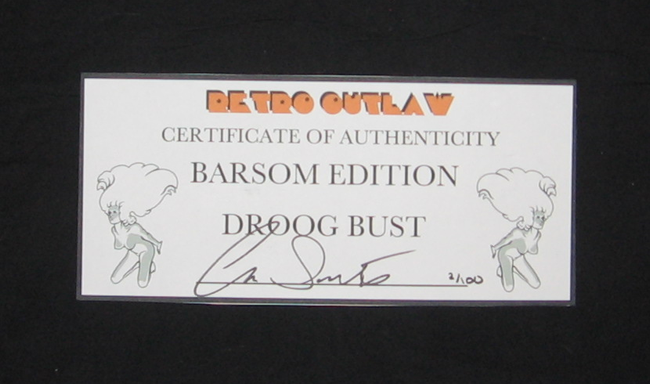 RETRO OUTLAW
CERTIFICATE OF AUTHENTICITY
BARSOM EDITION
DROOG BUST
2/100